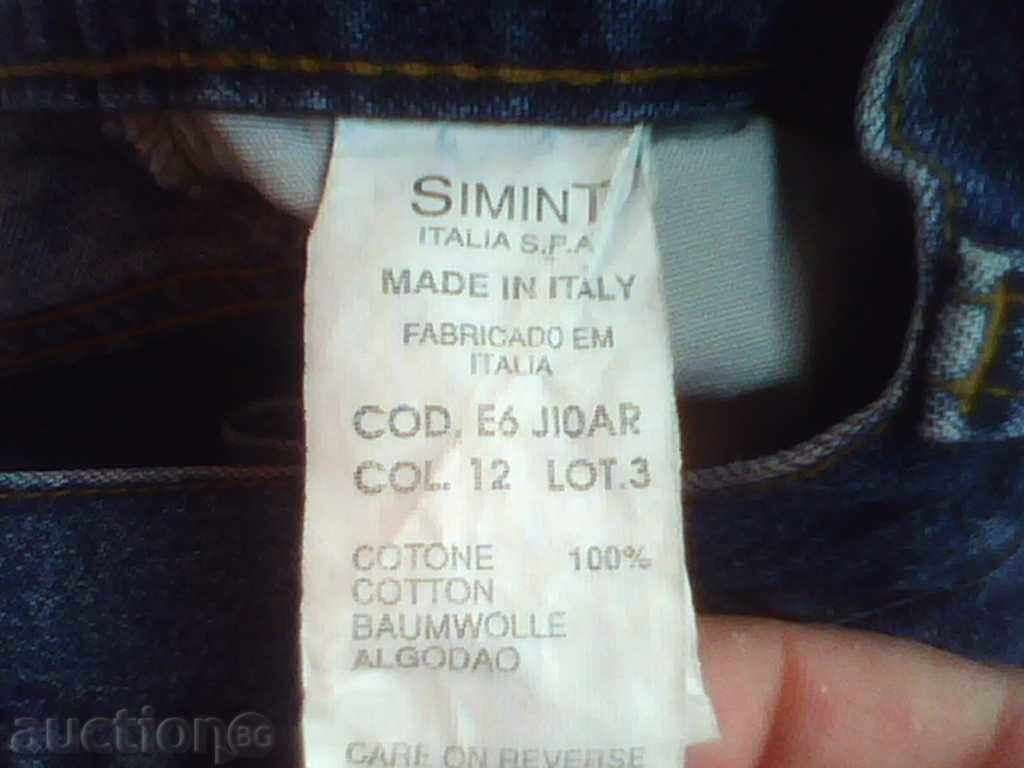 SIMINT
ITALIA S.P.A
MADE IN ITALY
FABRICADO EM
ITALIA
COD. E6 J10AR
COL. 12 LOT.3
COTONE 100%
COTTON
BAUMWOLLE
ALGODAO
CARE ON REVERSE
auction BG